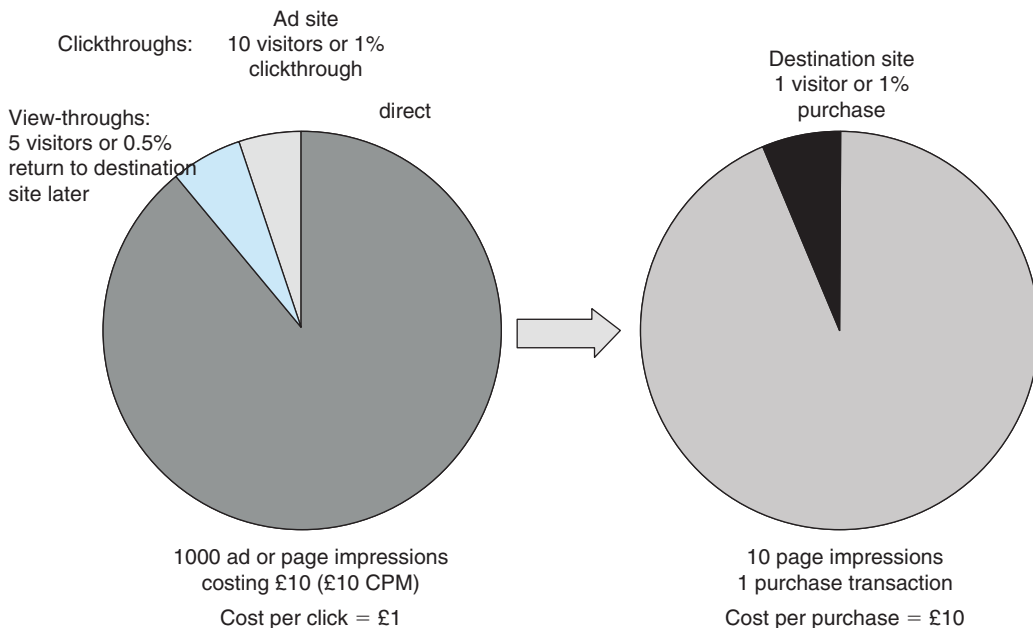 Ad site
Clickthroughs: 10 visitors or 1%
clickthrough
direct
View-throughs:
5 visitors or 0.5%
return to destination
site later
1000 ad or page impressions
costing £10 (£10 CPM)
Cost per click = £1
Destination site
1 visitor or 1%
purchase
10 page impressions
1 purchase transaction
Cost per purchase = £10